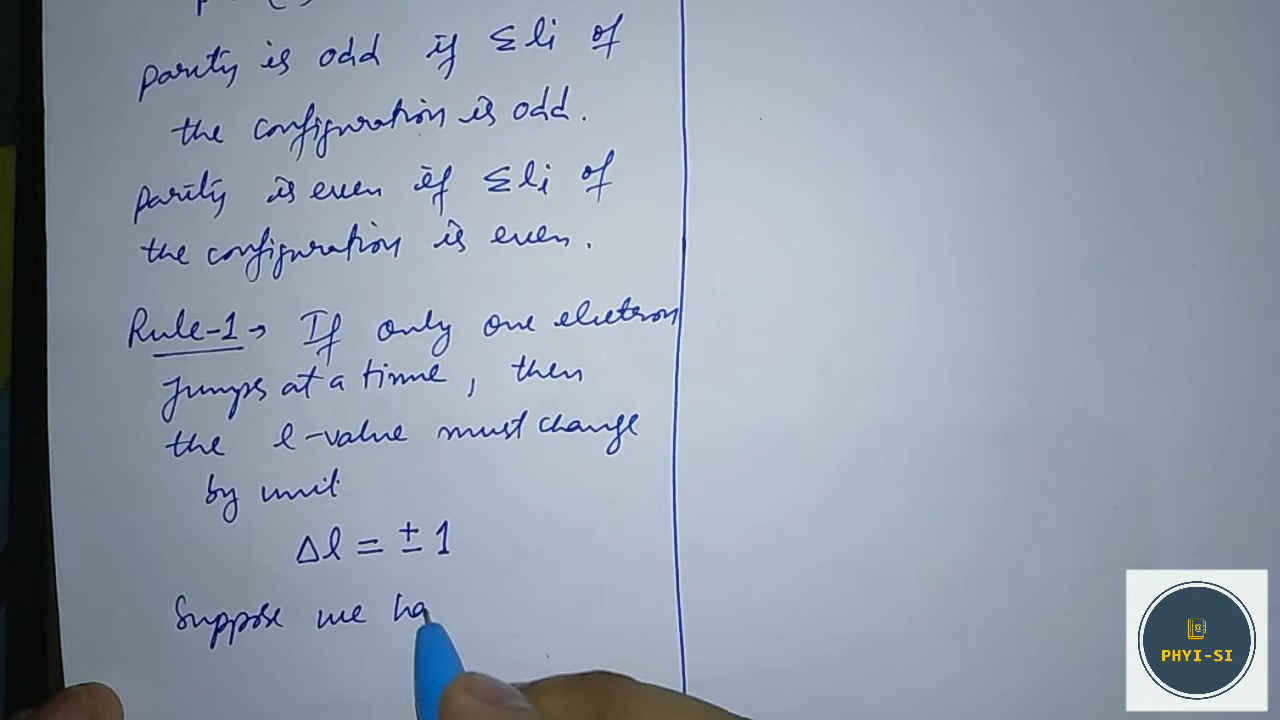 parity is odd if Σli of
the configuration is odd.
parity is even if Σli of
the configuration is even.
Rule-1→ If only one electron
Jumps at a time, then
the l-value must change
by unit
Δl = ±1
Suppose we ha
PHYI-SI